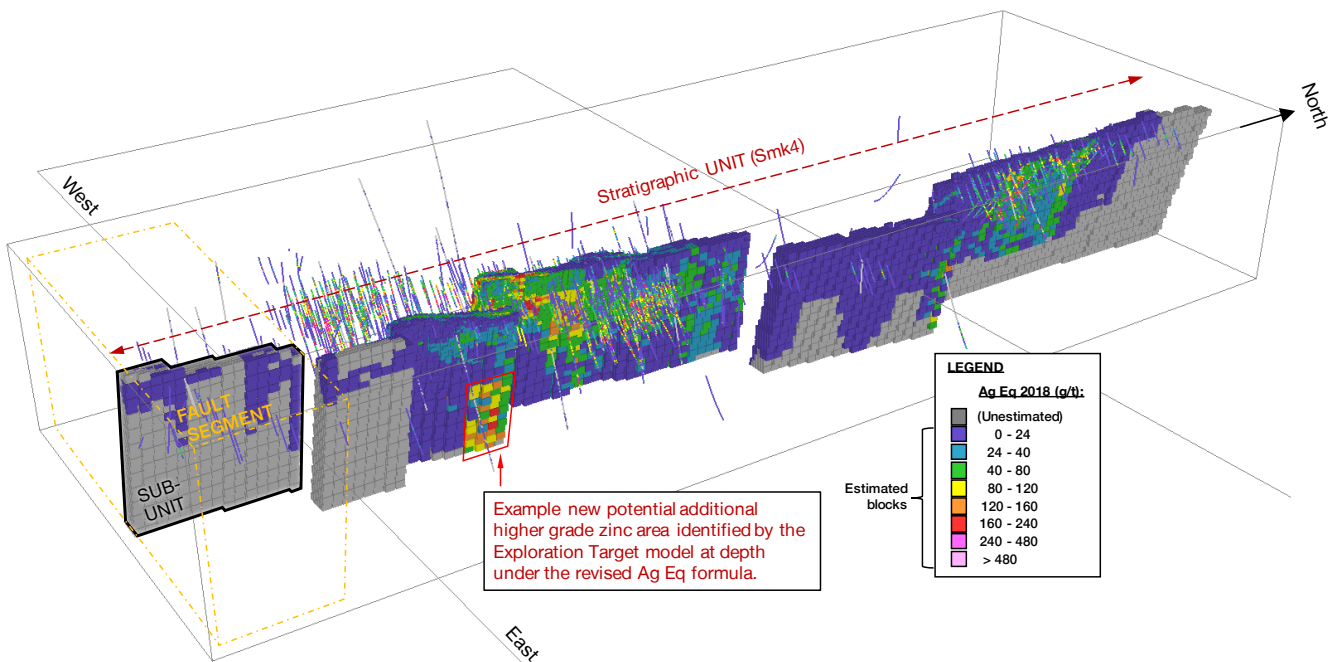 North
West
Stratigraphic UNIT (Smk4)
FAULT
SEGMENT
SUB-
UNIT
East
Example new potential additional
higher grade zinc area identified by the
Exploration Target model at depth
under the revised Ag Eq formula.
LEGEND
Ag Eq 2018 (g/t):
(Unestimated)
0 - 24
24 - 40
40 - 80
80 - 120
120 - 160
160 - 240
240 - 480
> 480
Estimated
blocks